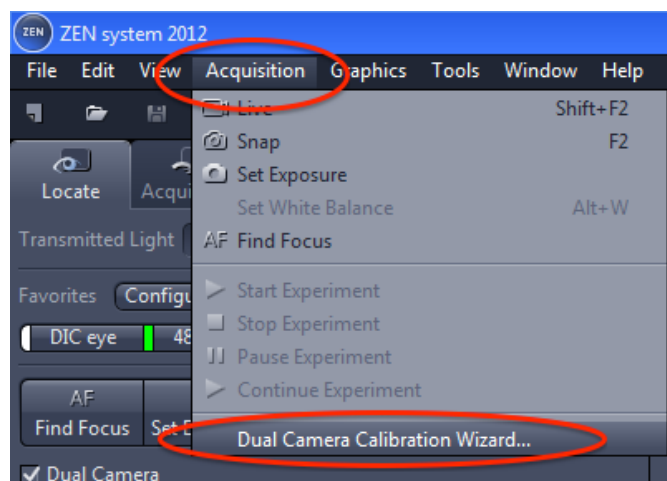 ZEN ZEN system 2012
File Edit View Acquisition Graphics Tools Window Help
Live Shift+F2
Snap F2
Locate
Set Exposure
Set White Balance Alt+W
Transmitted Light
AF Find Focus
Favorites
Start Experiment
DIC eye 48
Stop Experiment
Pause Experiment
AF
Continue Experiment
Find Focus
Dual Camera Calibration Wizard...
Dual Camera